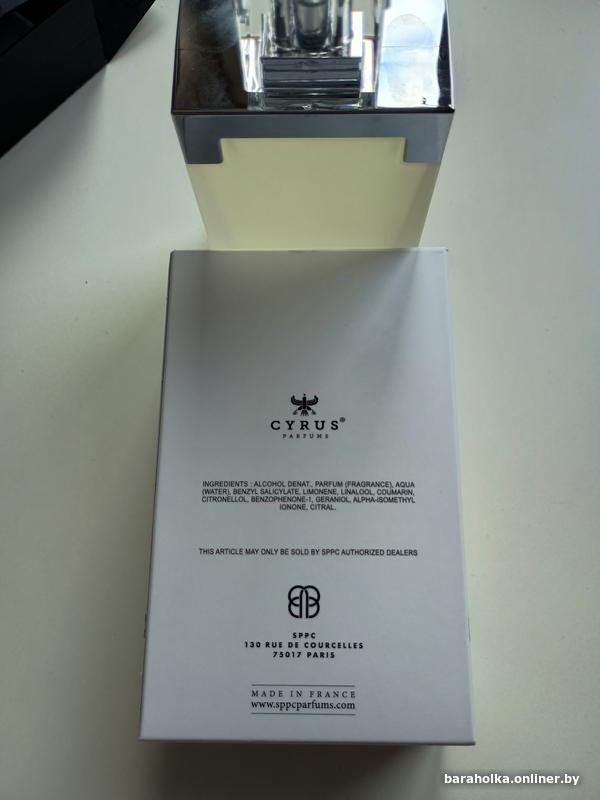 CYRUS®
PARFUMS
INGREDIENTS : ALCOHOL DENAT., PARFUM (FRAGRANCE), AQUA
(WATER), BENZYL SALICYLATE, LIMONENE, LINALOOL, COUMARIN,
CITRONELLOL, BENZOPHENONE-1, GERANIOL, ALPHA-ISOMETHYL
IONONE, CITRAL.
THIS ARTICLE MAY ONLY BE SOLD BY SPPC AUTHORIZED DEALERS
SPPC
130 RUE DE COURCELLES
75017 PARIS
MADE IN FRANCE
www.sppcparfums.com
baraholka.onliner.by